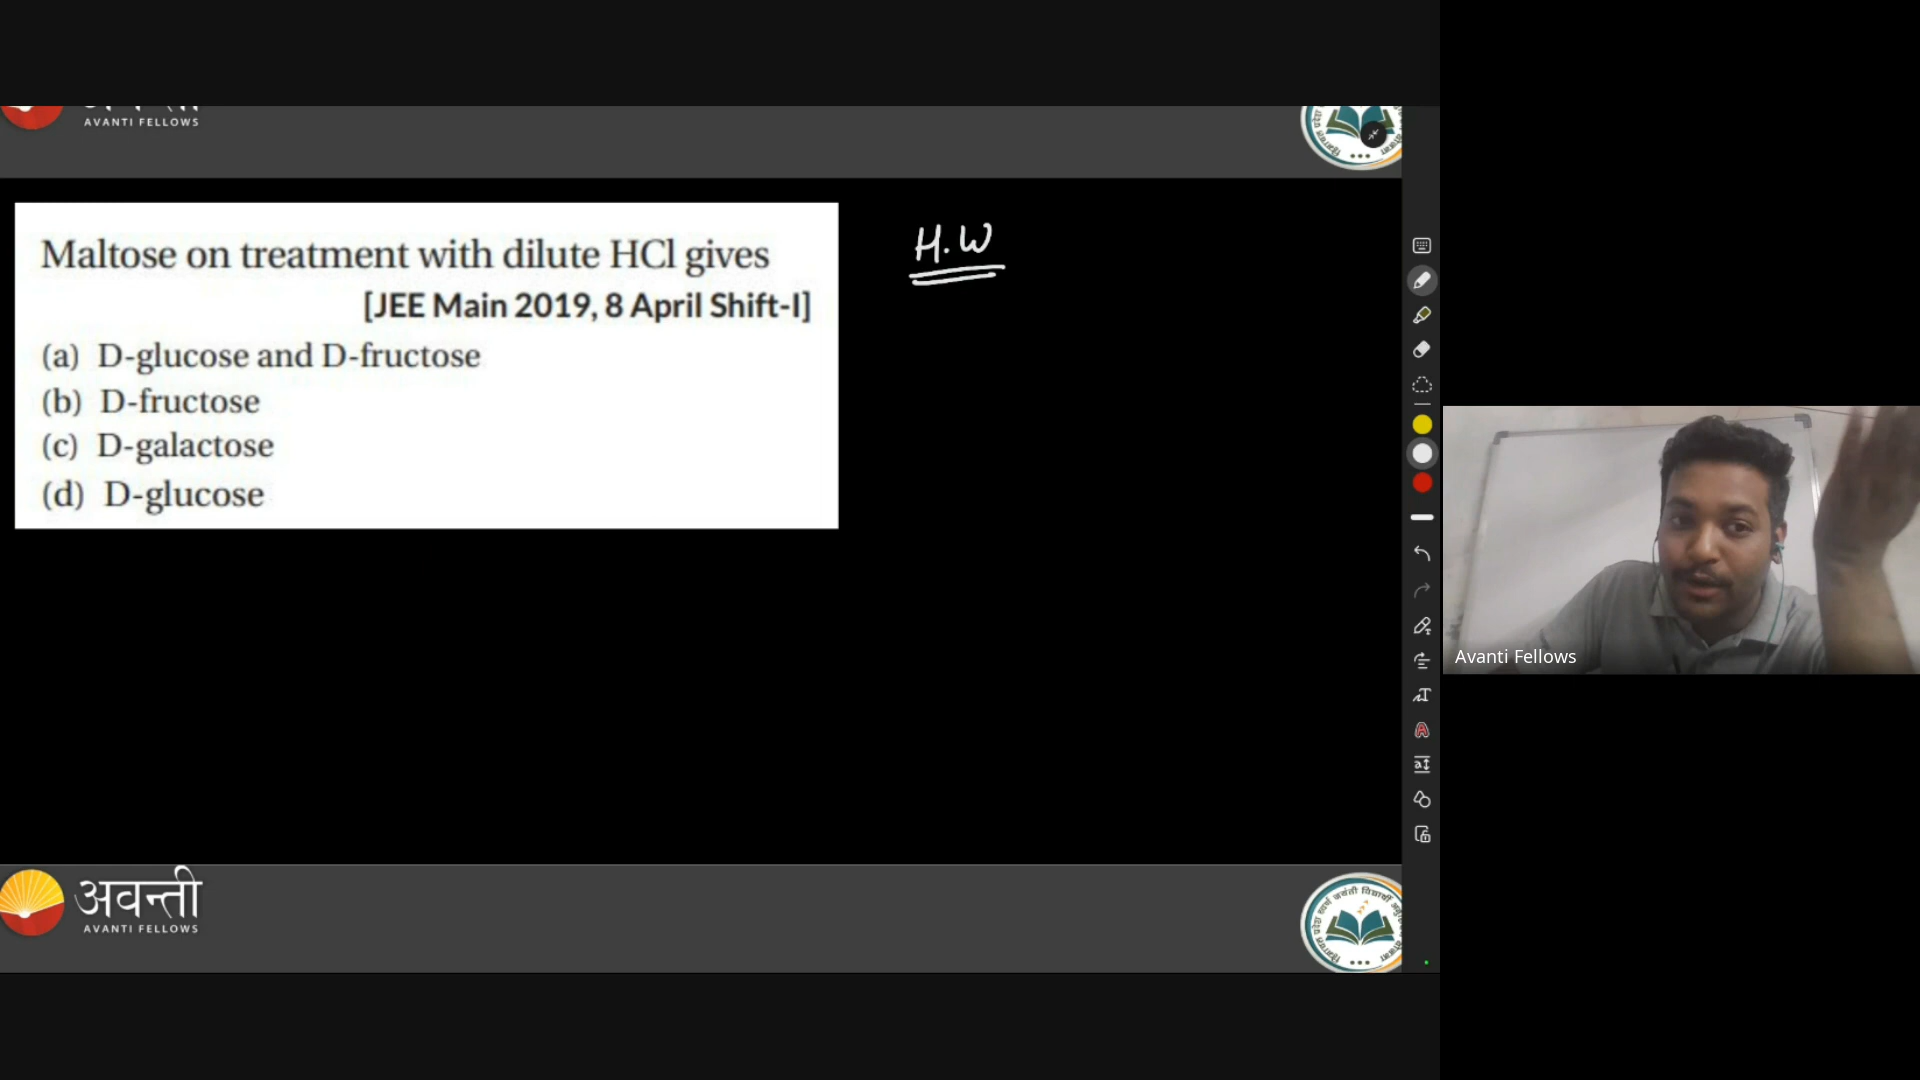 AVANTI FELLOWS
Maltose on treatment with dilute HCl gives
[JEE Main 2019, 8 April Shift-I]
(a) D-glucose and D-fructose
(b) D-fructose
(c) D-galactose
(d) D-glucose
H.W
Avanti Fellows
अवन्ती
AVANTI FELLOWS